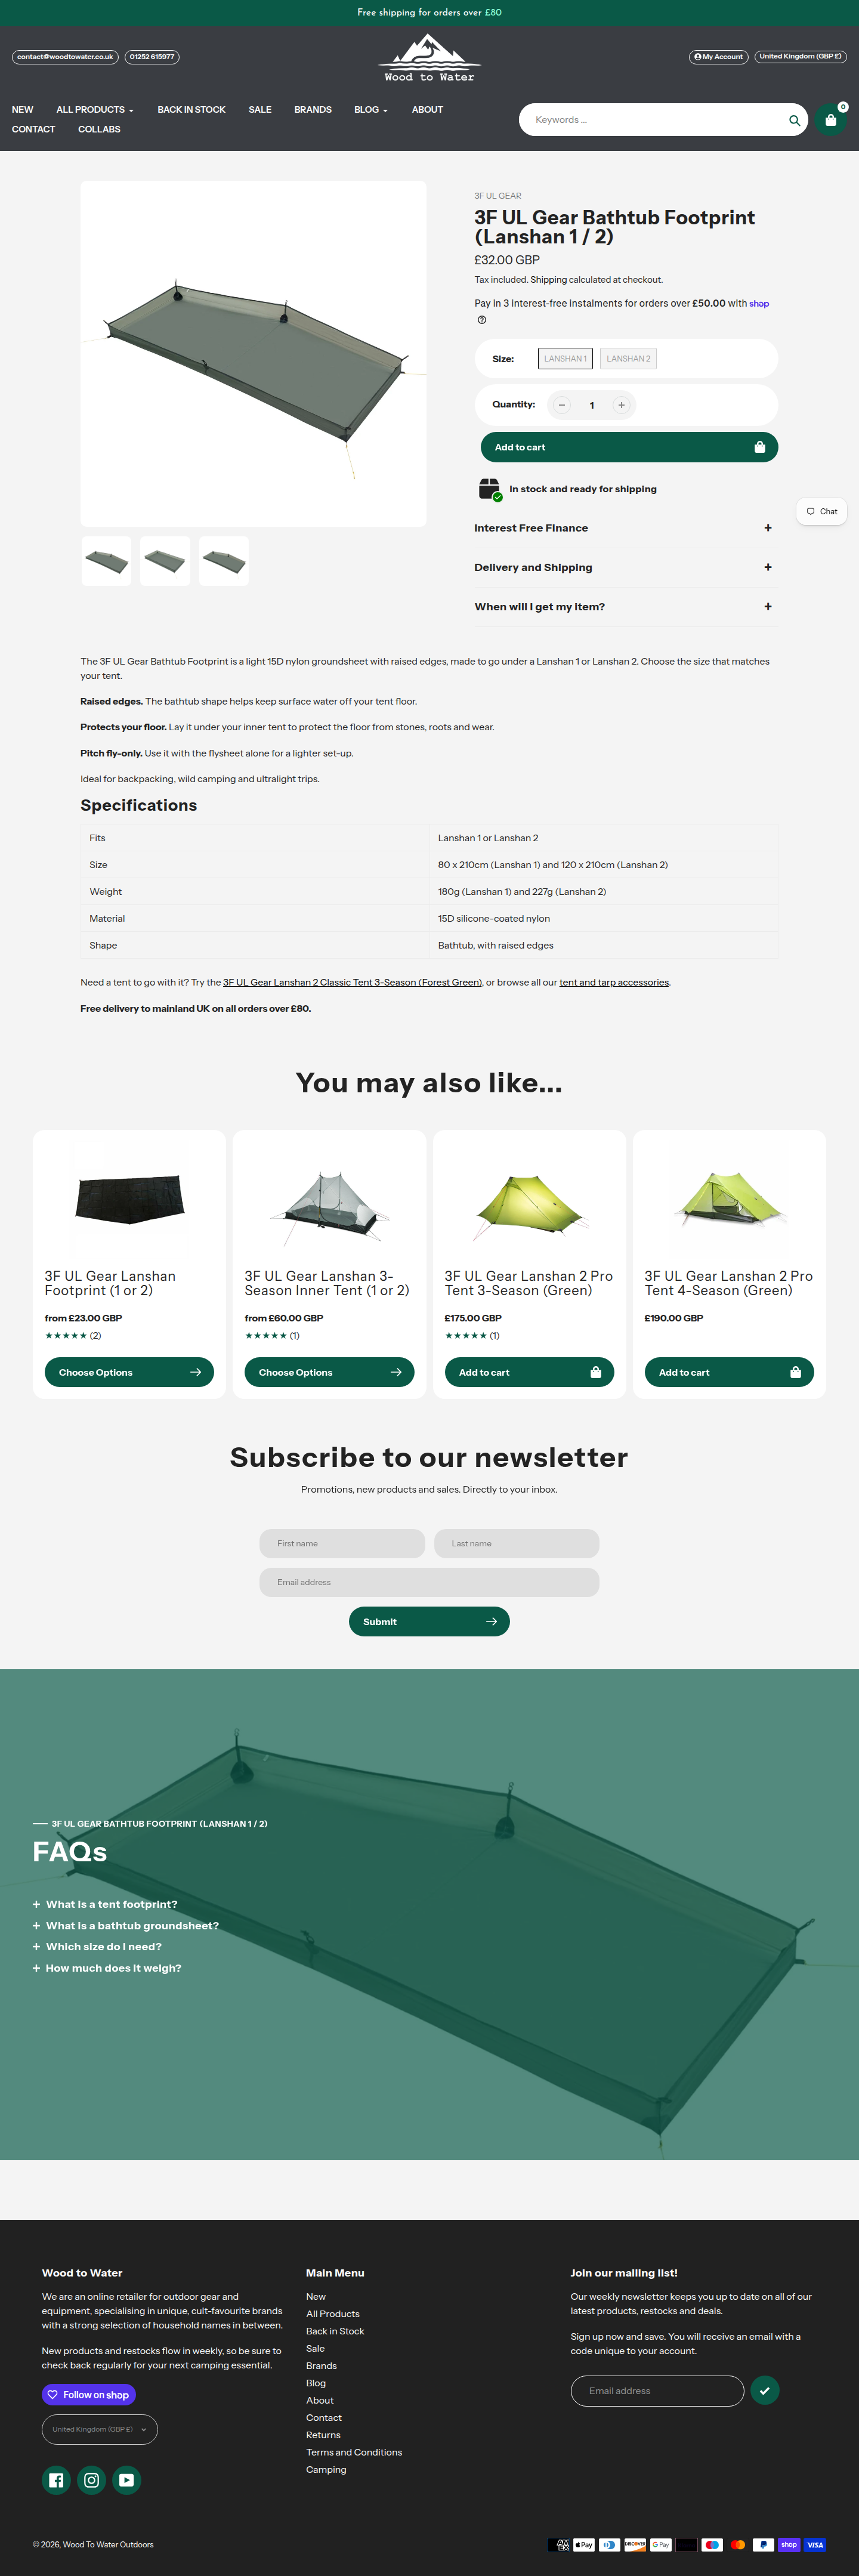 Free shipping for orders over £80
contact@woodtowater.co.uk
01252 615977
Wood to Water
My Account
United Kingdom (GBP £)
NEW
ALL PRODUCTS
BACK IN STOCK
SALE
BRANDS
BLOG
ABOUT
CONTACT
COLLABS
Keywords ...
0
3F UL GEAR
3F UL Gear Bathtub Footprint
(Lanshan 1 / 2)
£32.00 GBP
Tax included. Shipping calculated at checkout.
Pay in 3 interest-free instalments for orders over £50.00 with shop
Size:
LANSHAN 1
LANSHAN 2
Quantity:
1
Add to cart
In stock and ready for shipping
Chat
Interest Free Finance
Delivery and Shipping
When will I get my item?
The 3F UL Gear Bathtub Footprint is a light 15D nylon groundsheet with raised edges, made to go under a Lanshan 1 or Lanshan 2. Choose the size that matches
your tent.
Raised edges. The bathtub shape helps keep surface water off your tent floor.
Protects your floor. Lay it under your inner tent to protect the floor from stones, roots and wear.
Pitch fly-only. Use it with the flysheet alone for a lighter set-up.
Ideal for backpacking, wild camping and ultralight trips.
Specifications
Fits
Lanshan 1 or Lanshan 2
Size
80 x 210cm (Lanshan 1) and 120 x 210cm (Lanshan 2)
Weight
180g (Lanshan 1) and 227g (Lanshan 2)
Material
15D silicone-coated nylon
Shape
Bathtub, with raised edges
Need a tent to go with it? Try the 3F UL Gear Lanshan 2 Classic Tent 3-Season (Forest Green), or browse all our tent and tarp accessories.
Free delivery to mainland UK on all orders over £80.
You may also like...
3F UL Gear Lanshan
Footprint (1 or 2)
from £23.00 GBP
★★★★★ (2)
Choose Options
3F UL Gear Lanshan 3-
Season Inner Tent (1 or 2)
from £60.00 GBP
★★★★★ (1)
Choose Options
3F UL Gear Lanshan 2 Pro
Tent 3-Season (Green)
£175.00 GBP
★★★★★ (1)
Add to cart
3F UL Gear Lanshan 2 Pro
Tent 4-Season (Green)
£190.00 GBP
Add to cart
Subscribe to our newsletter
Promotions, new products and sales. Directly to your inbox.
First name
Last name
Email address
Submit
3F UL GEAR BATHTUB FOOTPRINT (LANSHAN 1 / 2)
FAQs
What is a tent footprint?
What is a bathtub groundsheet?
Which size do I need?
How much does it weigh?
Wood to Water
We are an online retailer for outdoor gear and
equipment, specialising in unique, cult-favourite brands
with a strong selection of household names in between.
New products and restocks flow in weekly, so be sure to
check back regularly for your next camping essential.
Follow on shop
United Kingdom (GBP £)
Main Menu
New
All Products
Back in Stock
Sale
Brands
Blog
About
Contact
Returns
Terms and Conditions
Camping
Join our mailing list!
Our weekly newsletter keeps you up to date on all of our
latest products, restocks and deals.
Sign up now and save. You will receive an email with a
code unique to your account.
Email address
© 2026, Wood To Water Outdoors
AMEX
Pay
DISCOVER
G Pay
shop
VISA